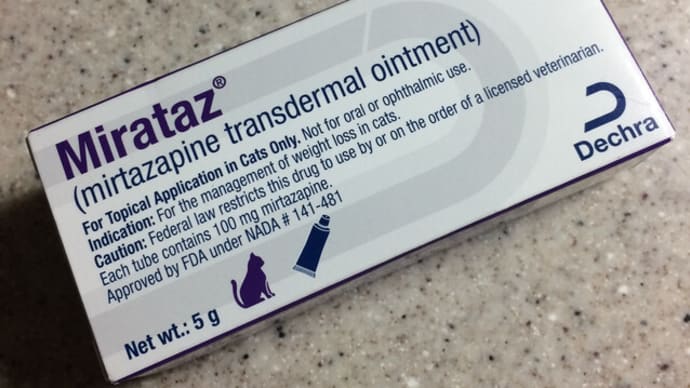 Mirataz®
(mirtazapine transdermal ointment)
For Topical Application in Cats Only. Not for oral or ophthalmic use.
Indication: For the management of weight loss in cats.
Caution: Federal law restricts this drug to use by or on the order of a licensed veterinarian.
Each tube contains 100 mg mirtazapine.
Approved by FDA under NADA # 141-481
Net wt.: 5 g
Dechra